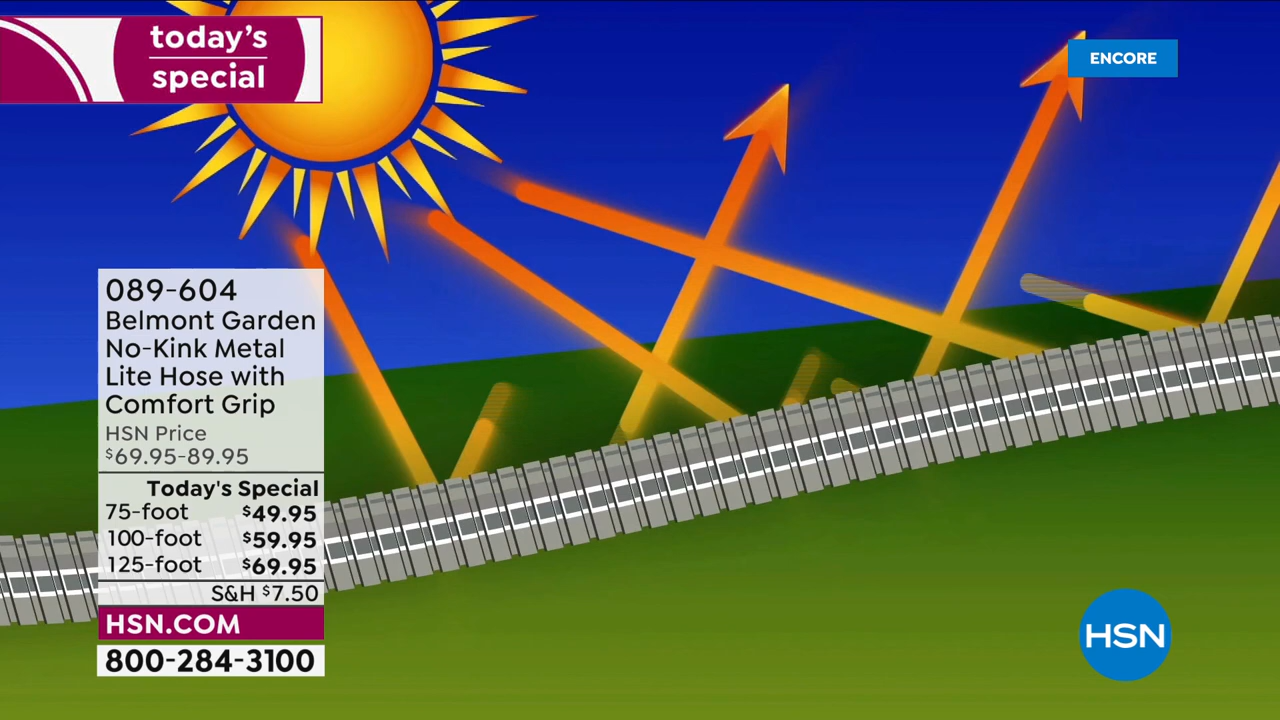 today's
special
ENCORE
089-604
Belmont Garden
No-Kink Metal
Lite Hose with
Comfort Grip
HSN Price
$69.95-89.95
Today's Special
75-foot $49.95
100-foot $59.95
125-foot $69.95
S&H $7.50
HSN.COM
800-284-3100
HSN